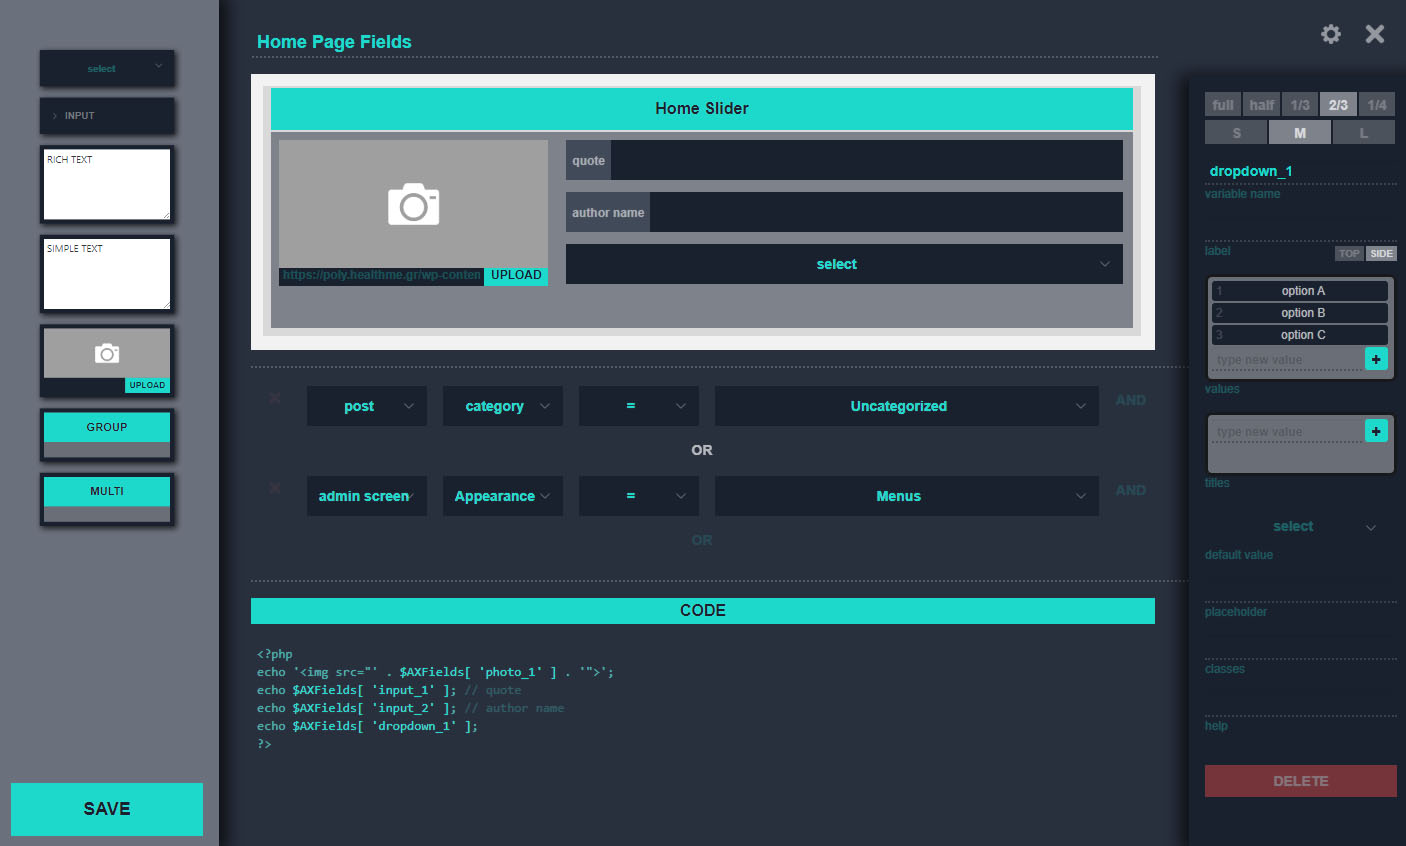 select
INPUT
RICH TEXT
SIMPLE TEXT
UPLOAD
GROUP
MULTI
SAVE
Home Page Fields
Home Slider
https://poly.healthme.gr/wp-conten
UPLOAD
quote
author name
select
post category = Uncategorized AND
OR
admin screen Appearance = Menus AND
OR
CODE
<?php
echo '<img src="' . $AXFields[ 'photo_1' ] . '">';
echo $AXFields[ 'input_1' ]; // quote
echo $AXFields[ 'input_2' ]; // author name
echo $AXFields[ 'dropdown_1' ];
?>
full half 1/3 2/3 1/4
S M L
dropdown_1
variable name
label TOP SIDE
1 option A
2 option B
3 option C
type new value +
values
type new value +
titles
select
default value
placeholder
classes
help
DELETE